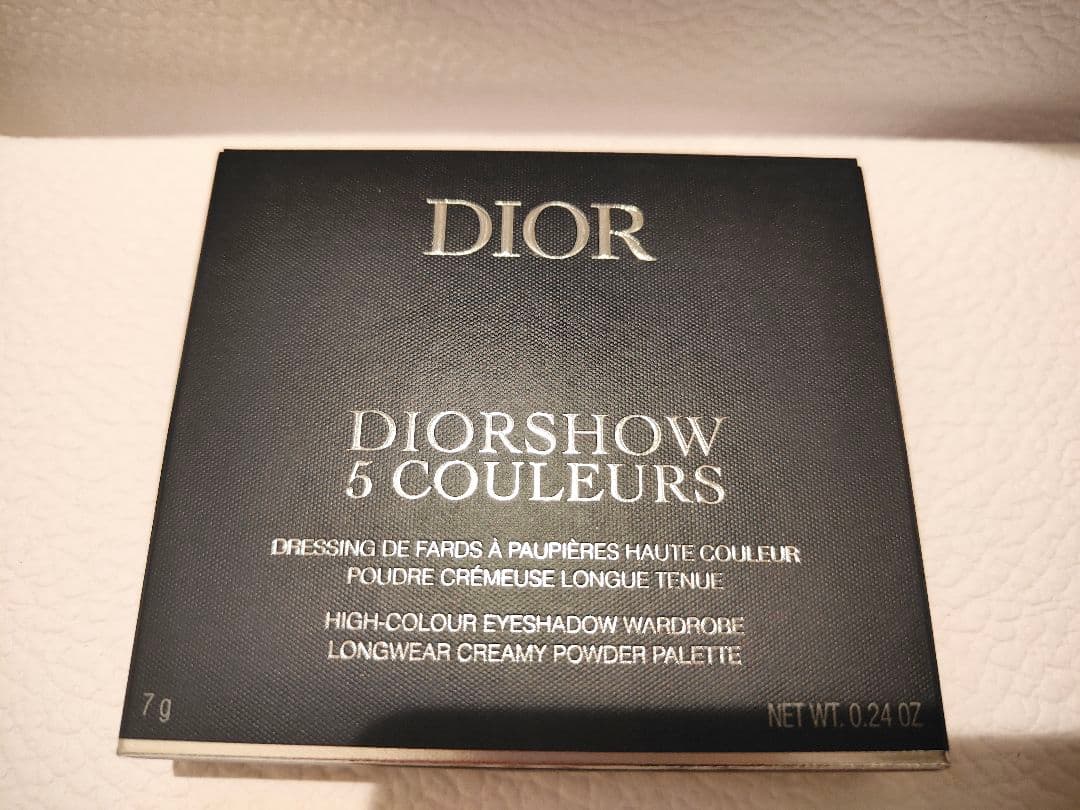 DIOR
DIORSHOW
5 COULEURS
DRESSING DE FARDS À PAUPIÈRES HAUTE COULEUR
POUDRE CRÉMEUSE LONGUE TENUE
HIGH-COLOUR EYESHADOW WARDROBE
LONGWEAR CREAMY POWDER PALETTE
7 g
NET WT. 0.24 OZ